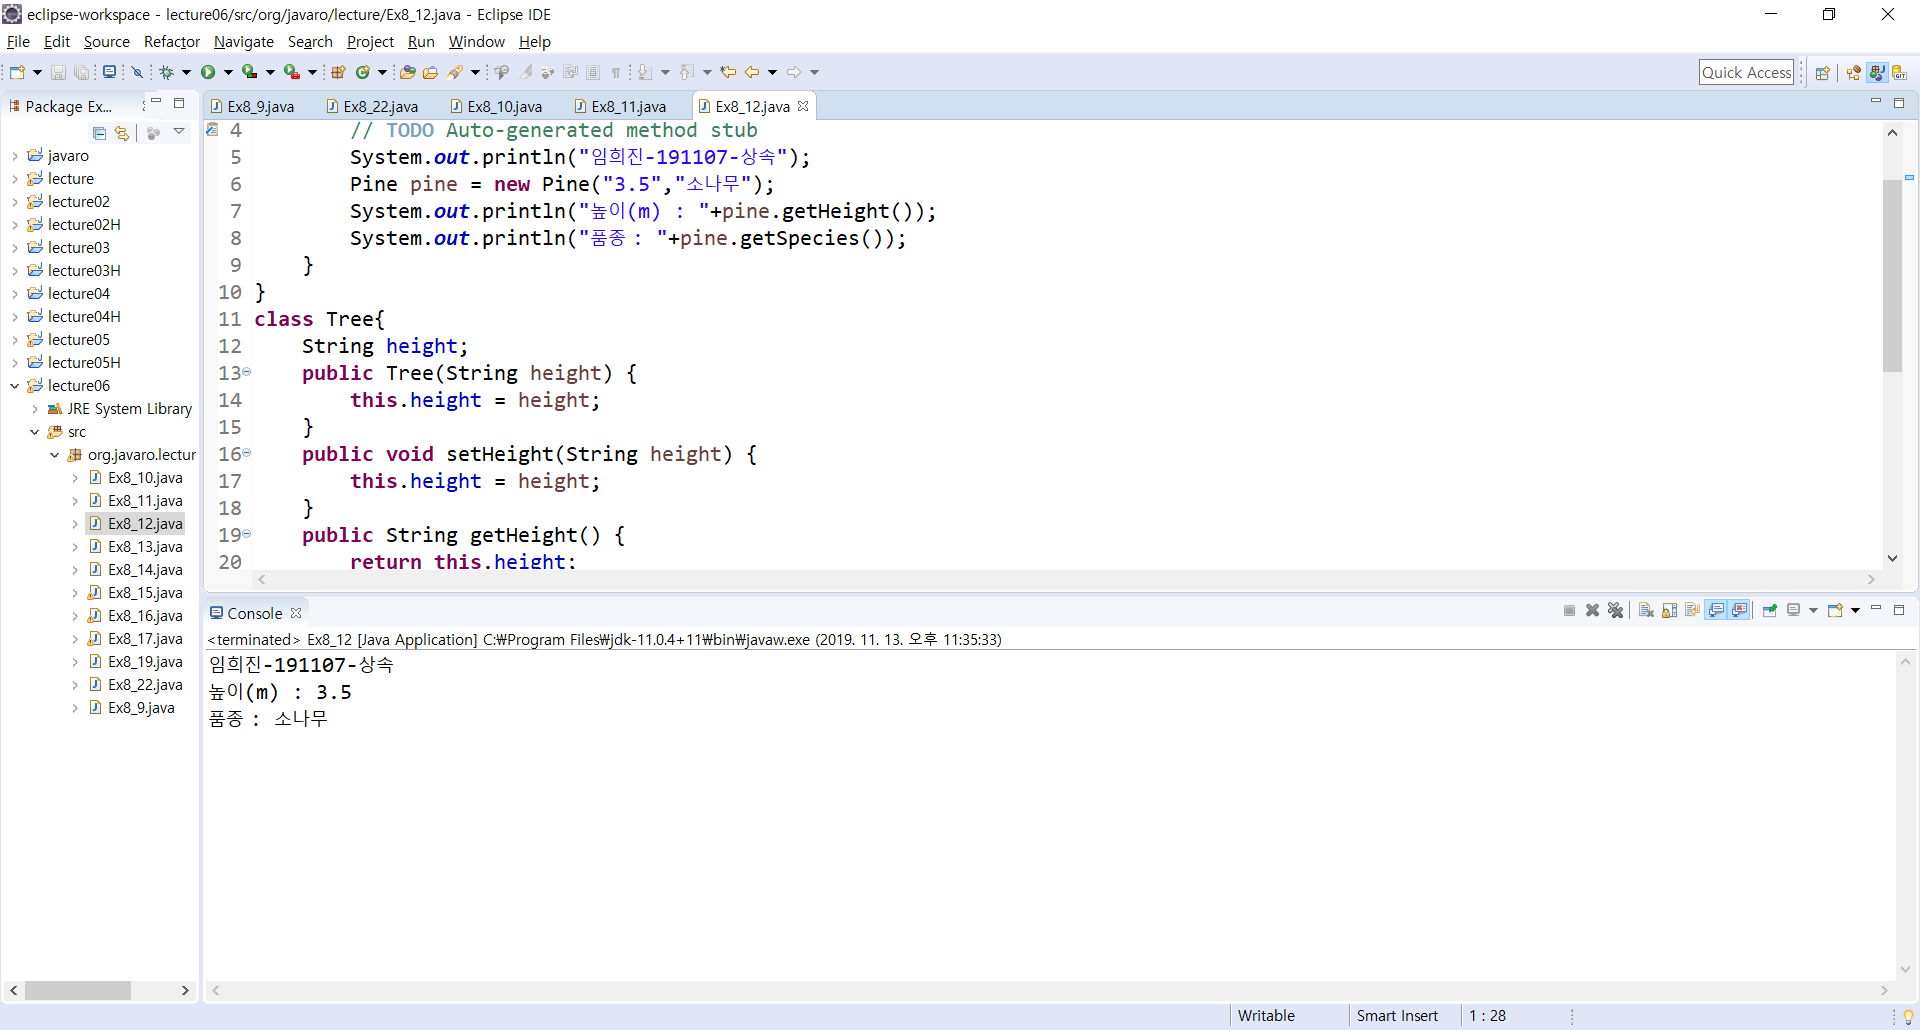 eclipse-workspace - lecture06/src/org/javaro/lecture/Ex8_12.java - Eclipse IDE
File Edit Source Refactor Navigate Search Project Run Window Help
Quick Access
Package Ex...
Ex8_9.java Ex8_22.java Ex8_10.java Ex8_11.java Ex8_12.java
javaro
lecture
lecture02
lecture02H
lecture03
lecture03H
lecture04
lecture04H
lecture05
lecture05H
lecture06
JRE System Library
src
org.javaro.lectur
Ex8_10.java
Ex8_11.java
Ex8_12.java
Ex8_13.java
Ex8_14.java
Ex8_15.java
Ex8_16.java
Ex8_17.java
Ex8_19.java
Ex8_22.java
Ex8_9.java
4 // TODO Auto-generated method stub
5 System.out.println("임희진-191107-상속");
6 Pine pine = new Pine("3.5","소나무");
7 System.out.println("높이(m) : "+pine.getHeight());
8 System.out.println("품종 : "+pine.getSpecies());
9 }
10 }
11 class Tree{
12 String height;
13 public Tree(String height) {
14 this.height = height;
15 }
16 public void setHeight(String height) {
17 this.height = height;
18 }
19 public String getHeight() {
20 return this.height;
Console
<terminated> Ex8_12 [Java Application] C:₩Program Files₩jdk-11.0.4+11₩bin₩javaw.exe (2019. 11. 13. 오후 11:35:33)
임희진-191107-상속
높이(m) : 3.5
품종 : 소나무
Writable Smart Insert 1 : 28